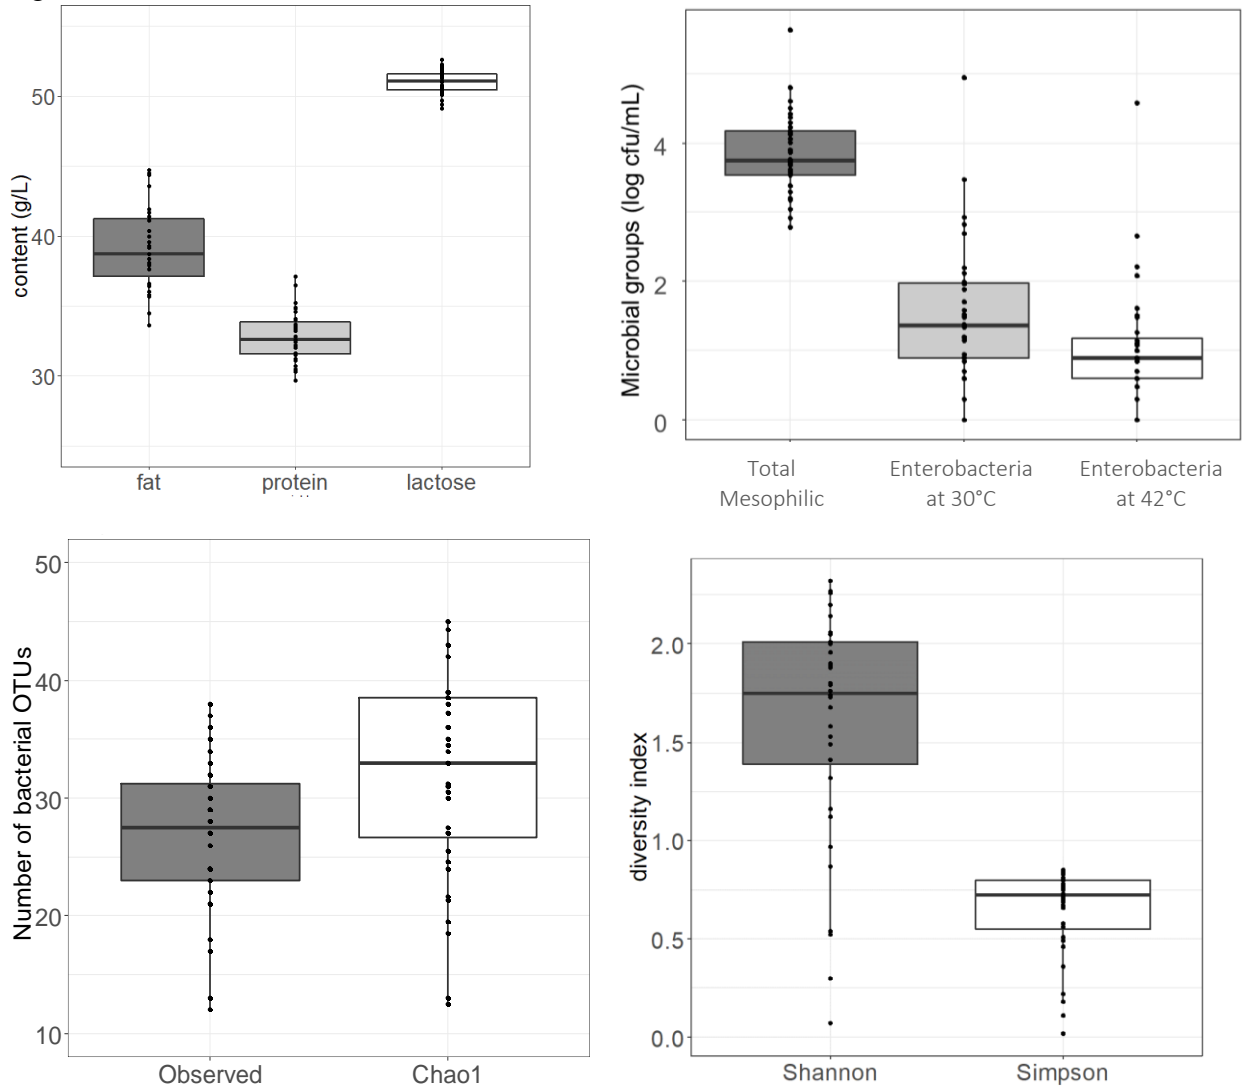 content (g/L)
50
40
30
fat
protein
lactose
Microbial groups (log cfu/mL)
4
2
0
Total
Mesophilic
Enterobacteria
at 30°C
Enterobacteria
at 42°C
Number of bacterial OTUs
50
40
30
20
10
Observed
Chao1
diversity index
2.0
1.5
1.0
0.5
0.0
Shannon
Simpson